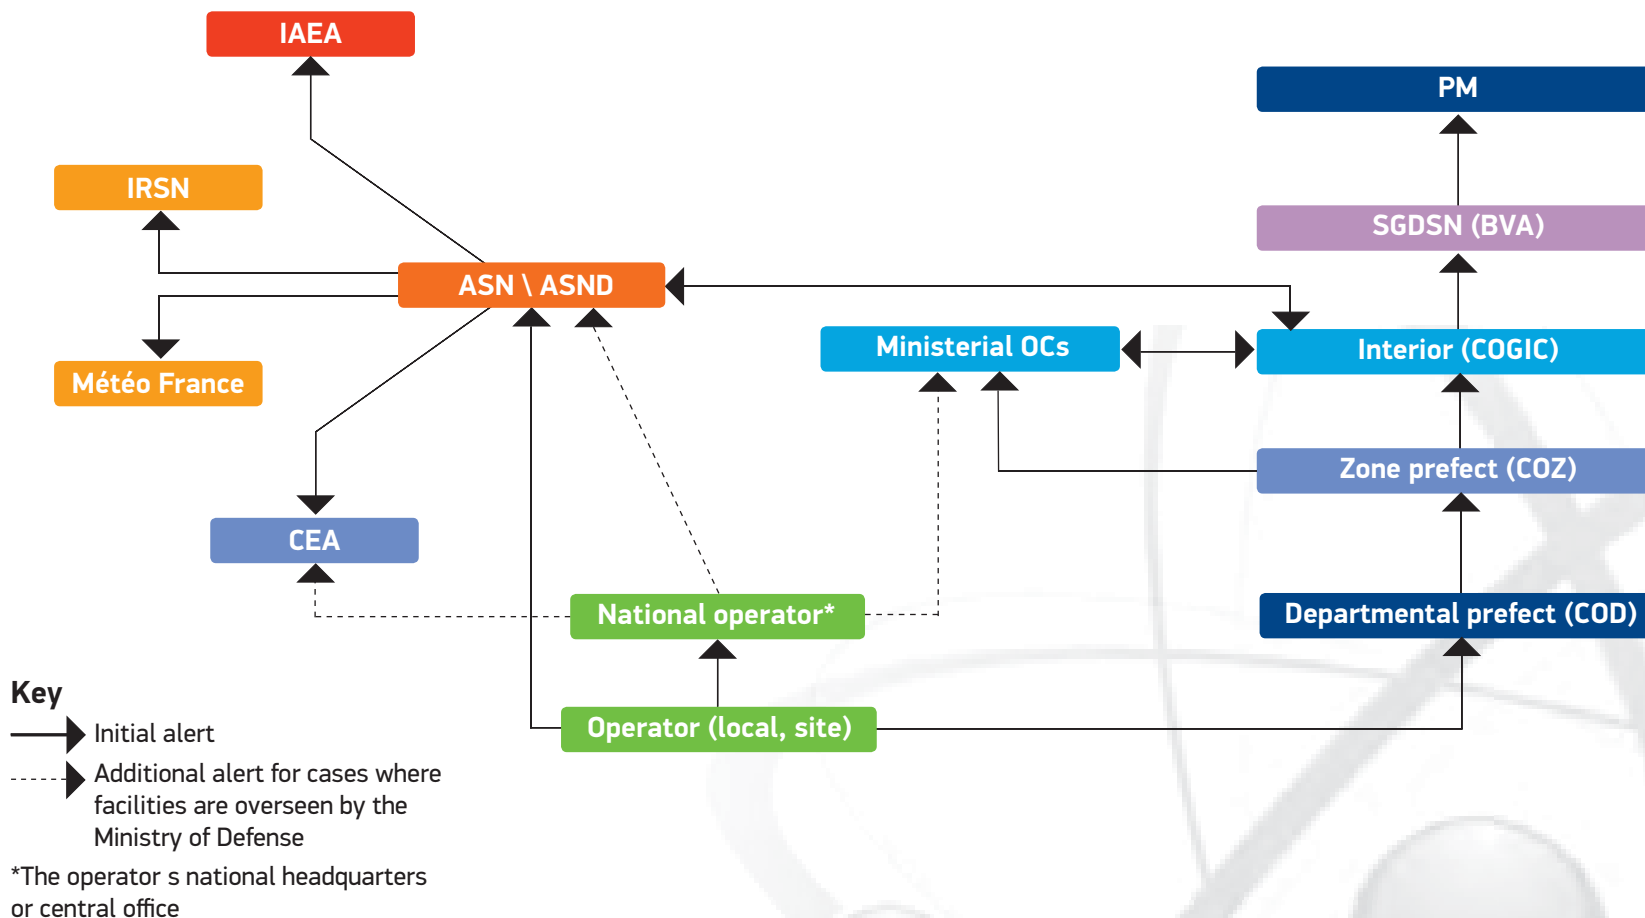 IAEA
PM
IRSN
SGDSN (BVA)
ASN \ ASND
Ministerial OCs
Interior (COGIC)
Météo France
Zone prefect (COZ)
CEA
National operator*
Departmental prefect (COD)
Operator (local, site)
Key
Initial alert
Additional alert for cases where
facilities are overseen by the
Ministry of Defense
*The operator s national headquarters
or central office